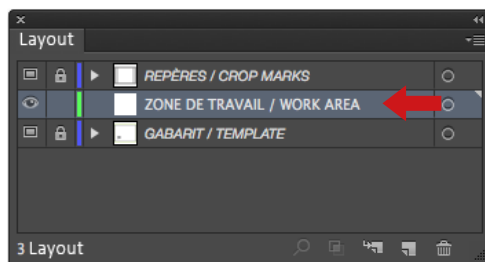 Layout
REPÈRES / CROP MARKS
ZONE DE TRAVAIL / WORK AREA
GABARIT / TEMPLATE
3 Layout